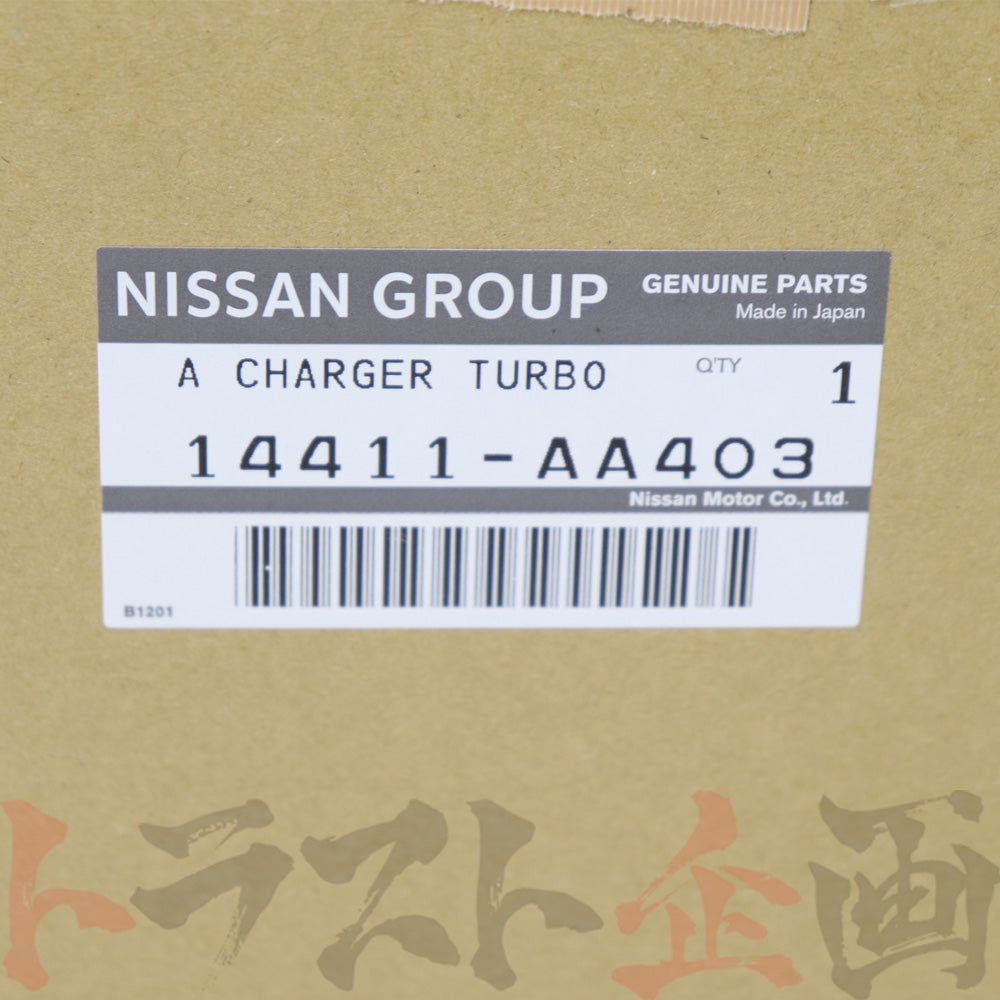 NISSAN GROUP GENUINE PARTS
Made in Japan
A CHARGER TURBO Q'TY 1
14411-AA403
Nissan Motor Co., Ltd.
B1201
トラスト企画